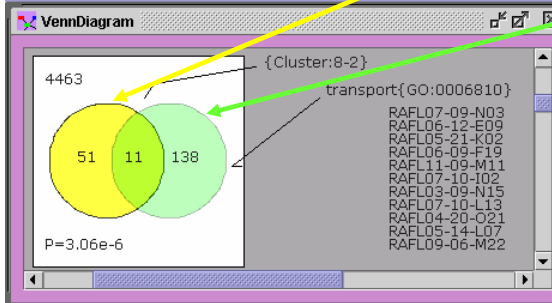 VennDiagram
4463
{Cluster:8-2}
transport{GO:0006810}
51 11 138
P=3.06e-6
RAFL07-09-N03
RAFL06-12-E09
RAFL05-21-K02
RAFL06-09-F19
RAFL11-09-M11
RAFL07-10-I02
RAFL03-09-N15
RAFL07-10-L13
RAFL04-20-O21
RAFL05-14-L07
RAFL09-06-M22